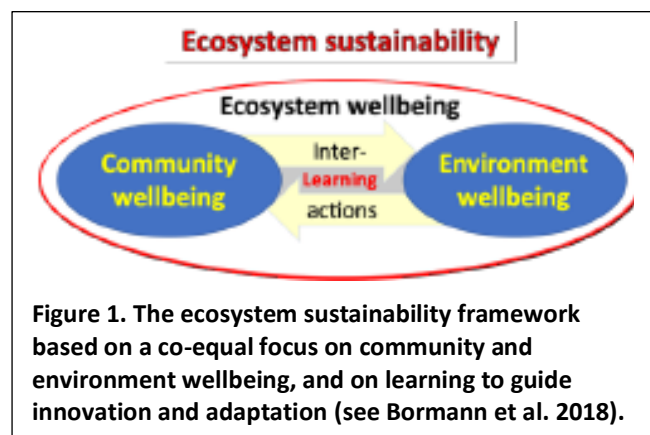 Ecosystem sustainability
Ecosystem wellbeing
Community
wellbeing
Inter-
Learning
actions
Environment
wellbeing
Figure 1. The ecosystem sustainability framework
based on a co-equal focus on community and
environment wellbeing, and on learning to guide
innovation and adaptation (see Bormann et al. 2018).